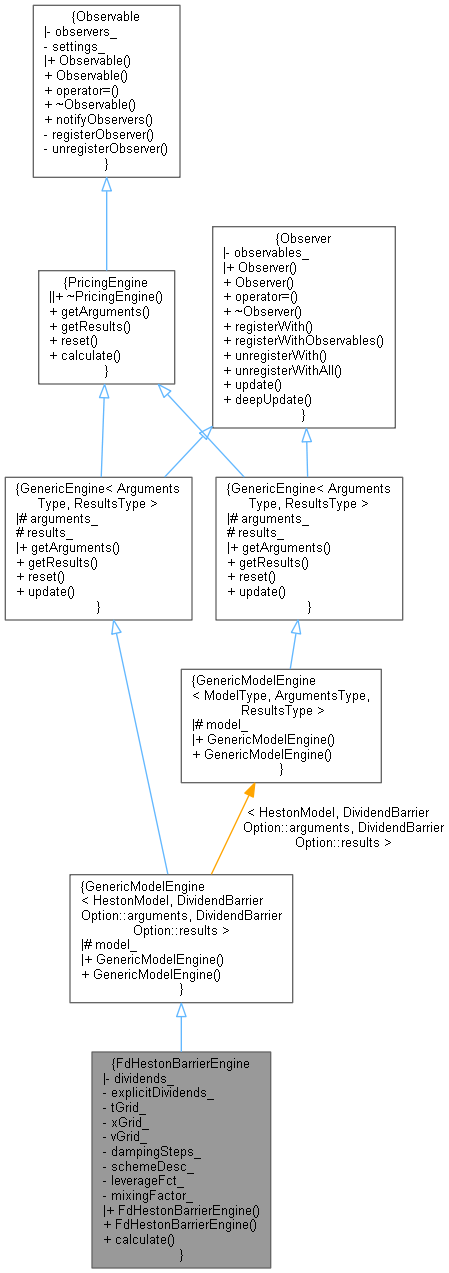 {Observable
|- observers_
- settings_
|+ Observable()
+ Observable()
+ operator=()
+ ~Observable()
+ notifyObservers()
- registerObserver()
- unregisterObserver()
}
{Observer
|- observables_
|+ Observer()
+ Observer()
+ operator=()
+ ~Observer()
+ registerWith()
+ registerWithObservables()
+ unregisterWith()
+ unregisterWithAll()
+ update()
+ deepUpdate()
}
{PricingEngine
||+ ~PricingEngine()
+ getArguments()
+ getResults()
+ reset()
+ calculate()
}
{GenericEngine< Arguments
Type, ResultsType >
|# arguments_
# results_
|+ getArguments()
+ getResults()
+ reset()
+ update()
}
{GenericEngine< Arguments
Type, ResultsType >
|# arguments_
# results_
|+ getArguments()
+ getResults()
+ reset()
+ update()
}
{GenericModelEngine
< ModelType, ArgumentsType,
ResultsType >
|# model_
|+ GenericModelEngine()
+ GenericModelEngine()
}
< HestonModel, DividendBarrier
Option::arguments, DividendBarrier
Option::results >
{GenericModelEngine
< HestonModel, DividendBarrier
Option::arguments, DividendBarrier
Option::results >
|# model_
|+ GenericModelEngine()
+ GenericModelEngine()
}
{FdHestonBarrierEngine
|- dividends_
- explicitDividends_
- tGrid_
- xGrid_
- vGrid_
- dampingSteps_
- schemeDesc_
- leverageFct_
- mixingFactor_
|+ FdHestonBarrierEngine()
+ FdHestonBarrierEngine()
+ calculate()
}